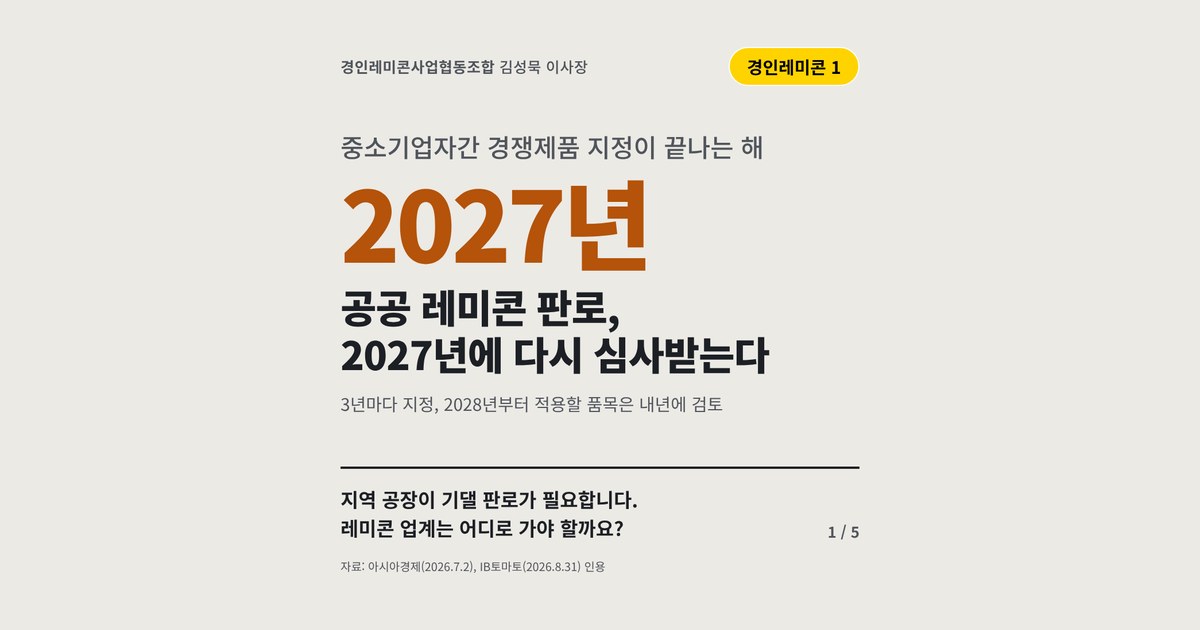 경인레미콘사업협동조합 김성묵 이사장
경인레미콘 1
중소기업자간 경쟁제품 지정이 끝나는 해
2027년
공공 레미콘 판로,
2027년에 다시 심사받는다
3년마다 지정, 2028년부터 적용할 품목은 내년에 검토
지역 공장이 기댈 판로가 필요합니다.
레미콘 업계는 어디로 가야 할까요?
1 / 5
자료: 아시아경제(2026.7.2), IB토마토(2026.8.31) 인용